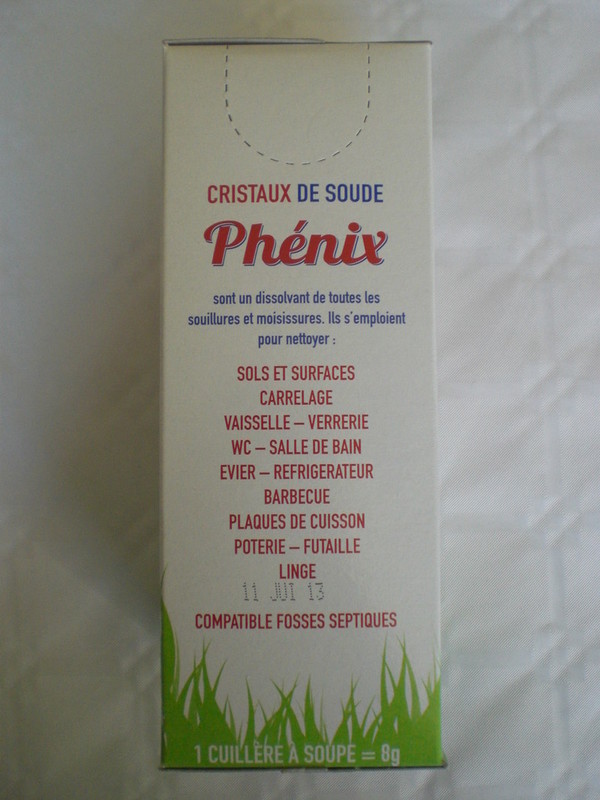 CRISTAUX DE SOUDE
Phénix
sont un dissolvant de toutes les
souillures et moisissures. Ils s'emploient
pour nettoyer :
SOLS ET SURFACES
CARRELAGE
VAISSELLE – VERRERIE
WC – SALLE DE BAIN
EVIER – REFRIGERATEUR
BARBECUE
PLAQUES DE CUISSON
POTERIE – FUTAILLE
LINGE
11 JUI 13
COMPATIBLE FOSSES SEPTIQUES
1 CUILLÈRE À SOUPE = 8g